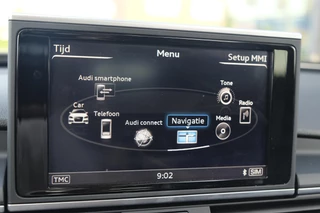 Tijd Menu Setup MMI
Audi smartphone
Tone
Car
Telefoon
Audi connect
Navigatie
Media
Radio
TMC 9:02 SIM